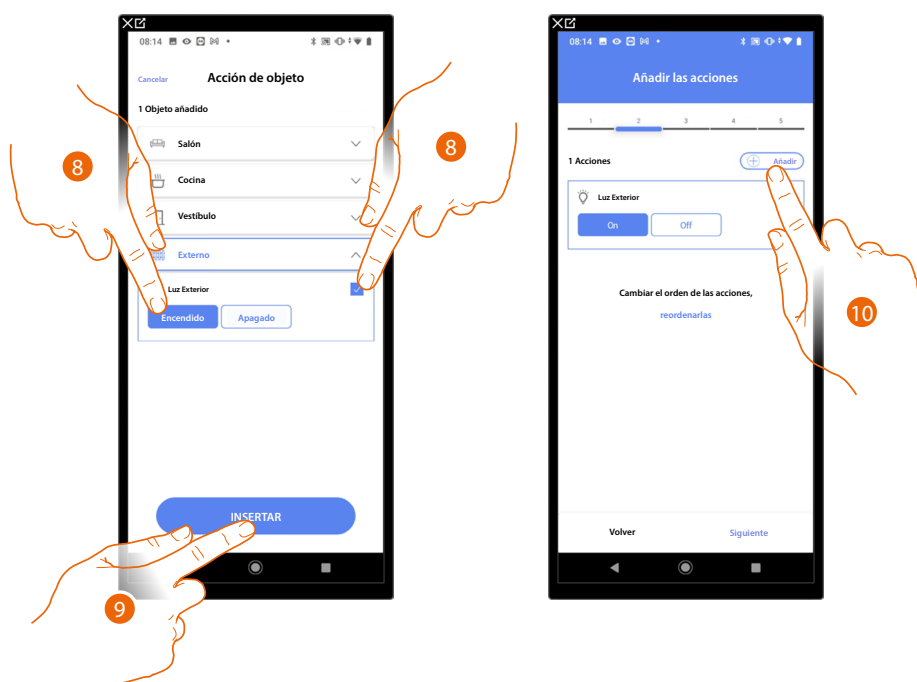 08:14
Cancelar
Acción de objeto
1 Objeto añadido
Salón
Cocina
Vestíbulo
Externo
Luz Exterior
Encendido
Apagado
INSERTAR
8
8
9
08:14
Añadir las acciones
1 2 3 4 5
1 Acciones
Añadir
Luz Exterior
On
Off
Cambiar el orden de las acciones,
reordenarlas
Volver
Siguiente
10